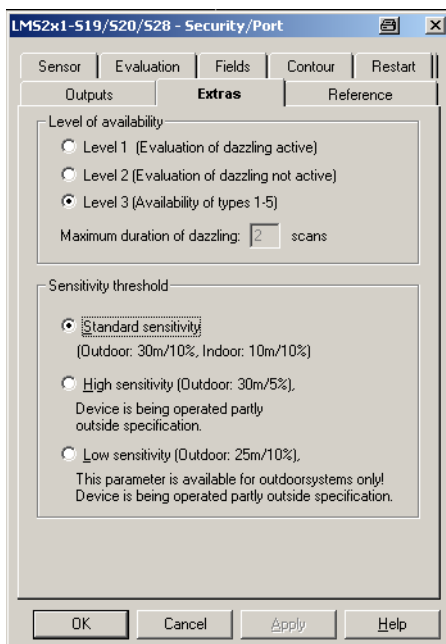 LMS2x1-S19/S20/S28 - Security/Port
Sensor Evaluation Fields Contour Restart
Outputs Extras Reference
Level of availability
Level 1 (Evaluation of dazzling active)
Level 2 (Evaluation of dazzling not active)
Level 3 (Availability of types 1-5)
Maximum duration of dazzling: 2 scans
Sensitivity threshold
Standard sensitivity
(Outdoor: 30m/10%, Indoor: 10m/10%)
High sensitivity (Outdoor: 30m/5%),
Device is being operated partly
outside specification.
Low sensitivity (Outdoor: 25m/10%),
This parameter is available for outdoorsystems only!
Device is being operated partly outside specification.
OK Cancel Apply Help